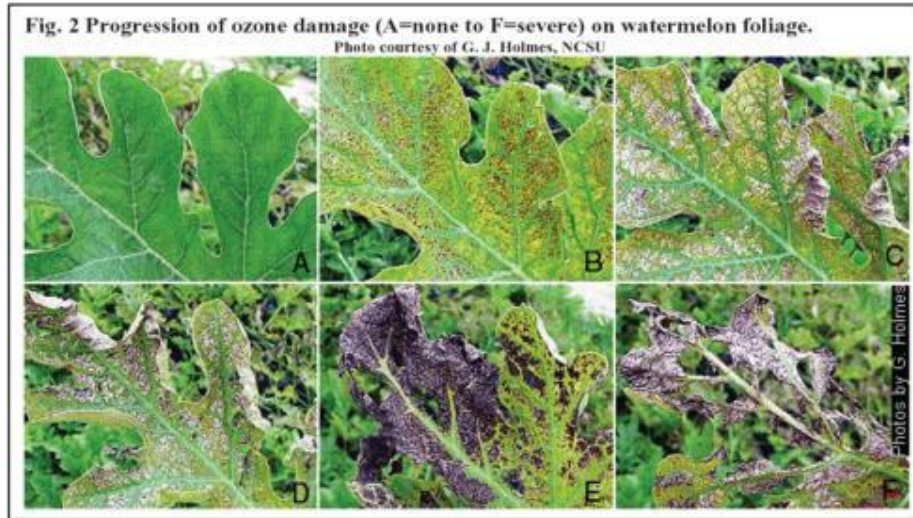 Fig. 2 Progression of ozone damage (A=none to F=severe) on watermelon foliage.
Photo courtesy of G. J. Holmes, NCSU
A
B
C
D
E
F
Photos by G. Holmes